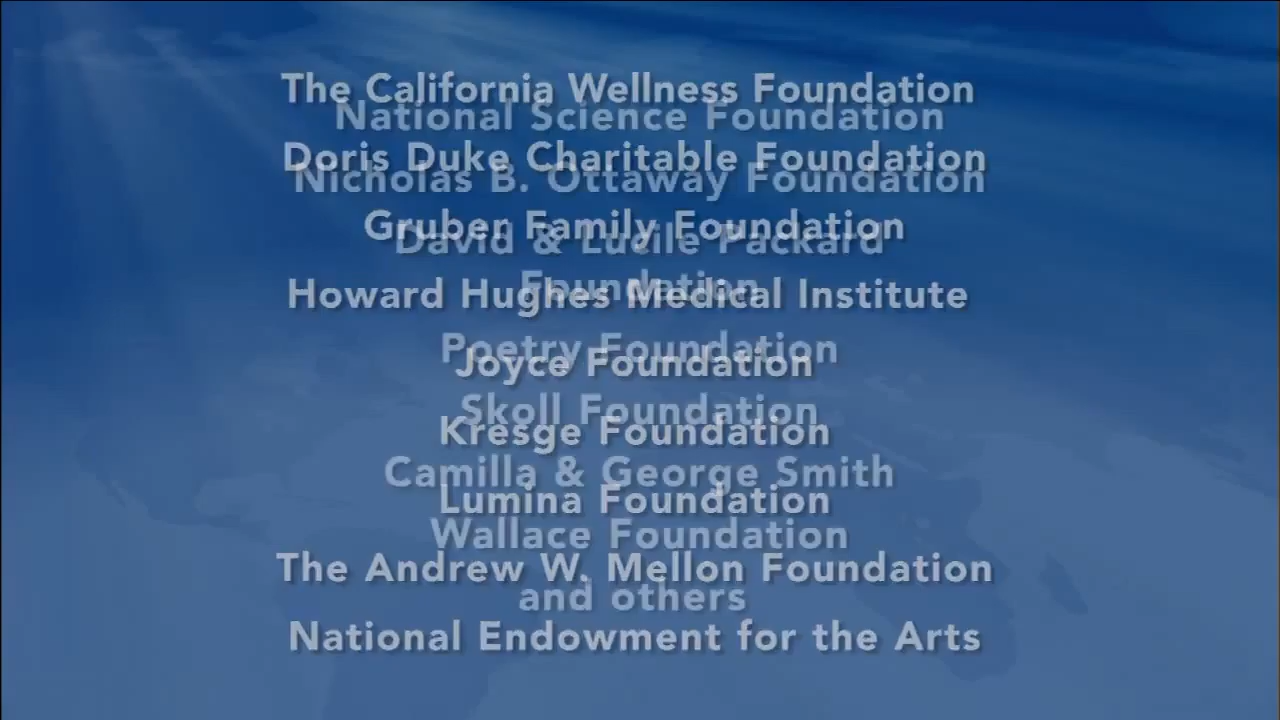 The California Wellness Foundation
National Science Foundation
Doris Duke Charitable Foundation
Nicholas B. Ottaway Foundation
Gruber Family Foundation
David & Lucile Packard
Foundation
Howard Hughes Medical Institute
Poetry Foundation
Joyce Foundation
Skoll Foundation
Kresge Foundation
Camilla & George Smith
Lumina Foundation
Wallace Foundation
The Andrew W. Mellon Foundation
and others
National Endowment for the Arts